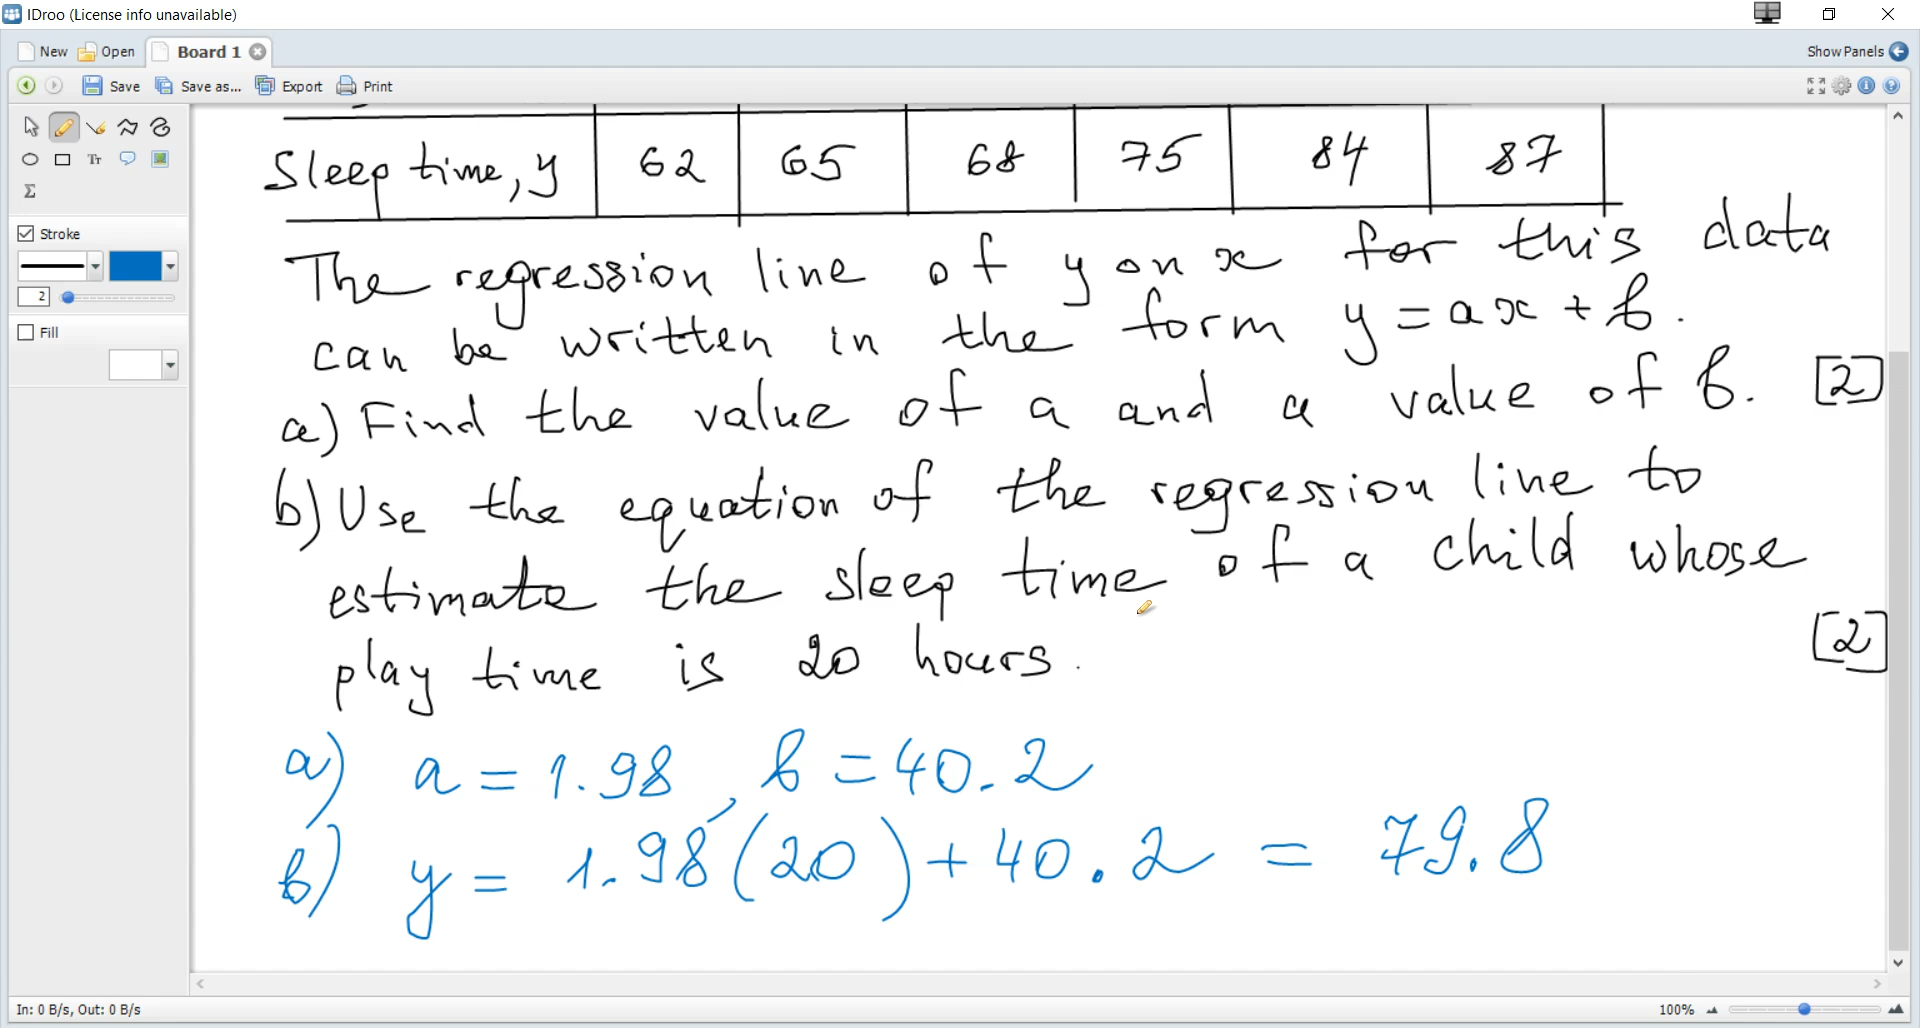 IDroo (License info unavailable)
New Open Board 1 Show Panels
Save Save as... Export Print
Sleep time, y 62 65 68 75 84 87
The regression line of y on x for this data
can be written in the form y = ax + b.
a) Find the value of a and a value of b. [2]
b) Use the equation of the regression line to
estimate the sleep time of a child whose
play time is 20 hours. [2]
a) a = 1.98, b = 40.2
b) y = 1.98(20) + 40.2 = 79.8
Tt
Σ
Stroke
2
Fill
In: 0 B/s, Out: 0 B/s 100%